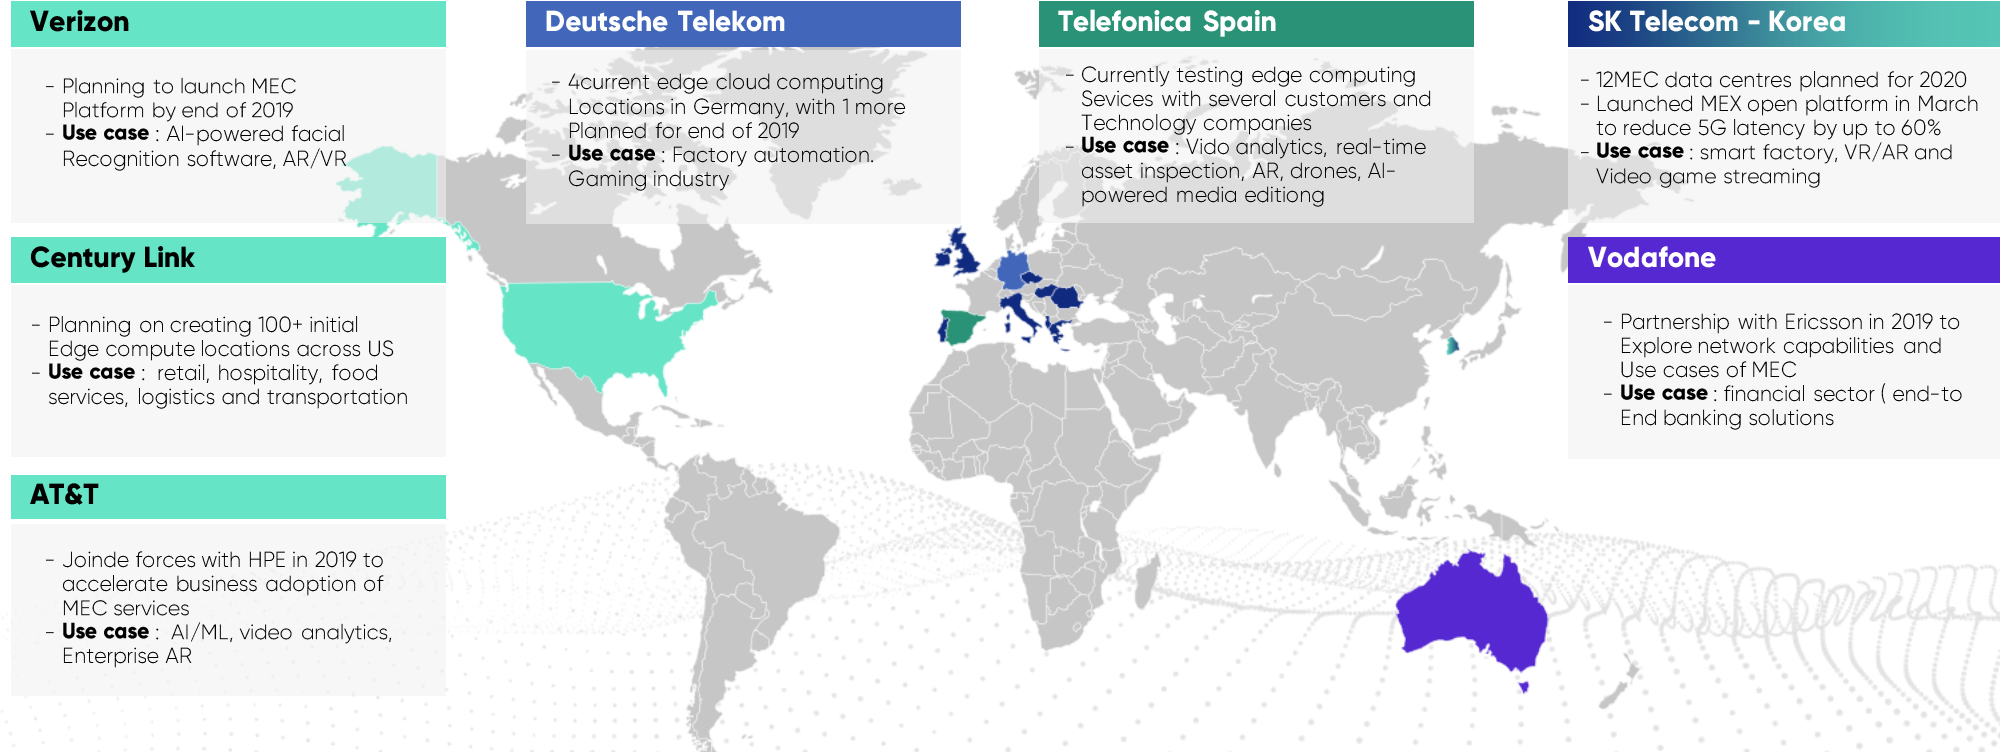 Verizon
- Planning to launch MEC
Platform by end of 2019
- Use case : AI-powered facial
Recognition software, AR/VR
Century Link
- Planning on creating 100+ initial
Edge compute locations across US
- Use case : retail, hospitality, food
services, logistics and transportation
AT&T
- Joinde forces with HPE in 2019 to
accelerate business adoption of
MEC services
- Use case : AI/ML, video analytics,
Enterprise AR
Deutsche Telekom
- 4current edge cloud computing
Locations in Germany, with 1 more
Planned for end of 2019
- Use case : Factory automation.
Gaming industry
Telefonica Spain
- Currently testing edge computing
Sevices with several customers and
Technology companies
- Use case : Vido analytics, real-time
asset inspection, AR, drones, AI-
powered media editiong
SK Telecom - Korea
- 12MEC data centres planned for 2020
- Launched MEX open platform in March
to reduce 5G latency by up to 60%
- Use case : smart factory, VR/AR and
Video game streaming
Vodafone
- Partnership with Ericsson in 2019 to
Explore network capabilities and
Use cases of MEC
- Use case : financial sector ( end-to
End banking solutions